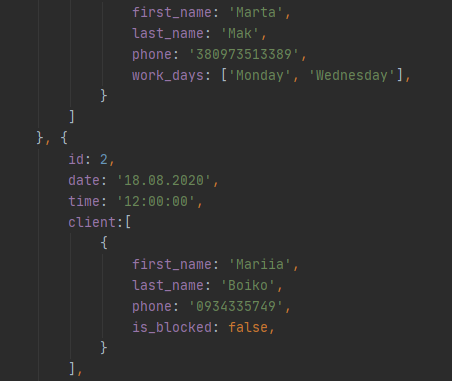 first_name: 'Marta',
last_name: 'Mak',
phone: '380973513389',
work_days: ['Monday', 'Wednesday'],
}
]
}, {
id: 2,
date: '18.08.2020',
time: '12:00:00',
client:[
{
first_name: 'Mariia',
last_name: 'Boiko',
phone: '0934335749',
is_blocked: false,
}
],